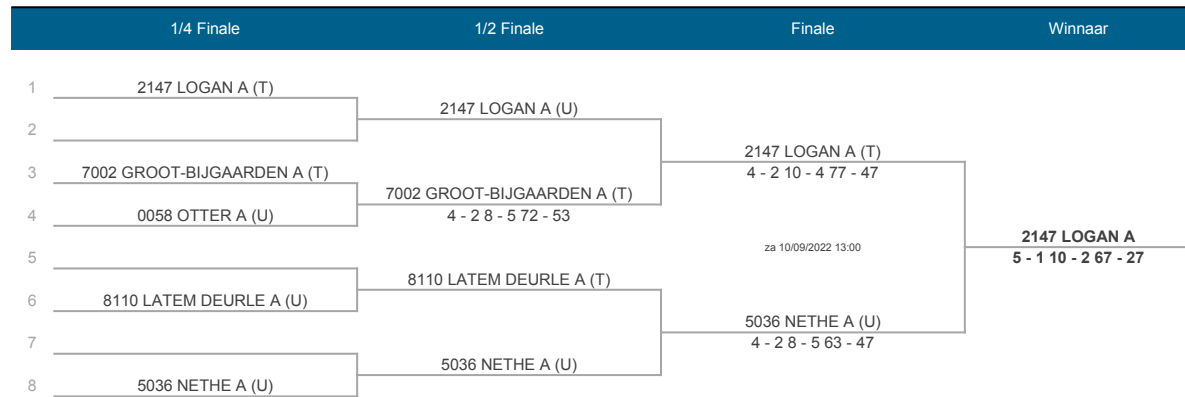 1/4 Finale 1/2 Finale Finale Winnaar
1 2147 LOGAN A (T)
2147 LOGAN A (U)
2
2147 LOGAN A (T)
3 7002 GROOT-BIJGAARDEN A (T)
4 - 2 10 - 4 77 - 47
7002 GROOT-BIJGAARDEN A (T)
4 0058 OTTER A (U)
4 - 2 8 - 5 72 - 53
2147 LOGAN A
za 10/09/2022 13:00
5
5 - 1 10 - 2 67 - 27
8110 LATEM DEURLE A (T)
6 8110 LATEM DEURLE A (U)
5036 NETHE A (U)
7
4 - 2 8 - 5 63 - 47
5036 NETHE A (U)
8 5036 NETHE A (U)